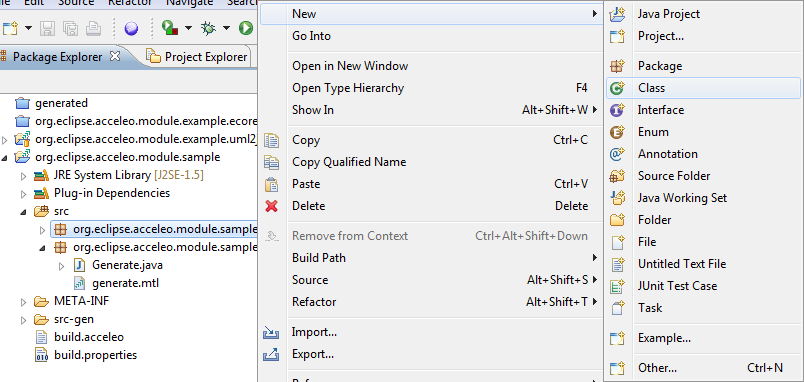 File Edit Source Refactor Navigate Sear
Package Explorer
Project Explorer
generated
org.eclipse.acceleo.module.example.ecore
org.eclipse.acceleo.module.example.uml2_
org.eclipse.acceleo.module.sample
JRE System Library [J2SE-1.5]
Plug-in Dependencies
src
org.eclipse.acceleo.module.sample
org.eclipse.acceleo.module.sample
Generate.java
generate.mtl
META-INF
src-gen
build.acceleo
build.properties
New
Go Into
Open in New Window
Open Type Hierarchy F4
Show In Alt+Shift+W
Copy Ctrl+C
Copy Qualified Name
Paste Ctrl+V
Delete Delete
Remove from Context Ctrl+Alt+Shift+Down
Build Path
Source Alt+Shift+S
Refactor Alt+Shift+T
Import...
Export...
Java Project
Project...
Package
Class
Interface
Enum
Annotation
Source Folder
Java Working Set
Folder
File
Untitled Text File
JUnit Test Case
Task
Example...
Other... Ctrl+N